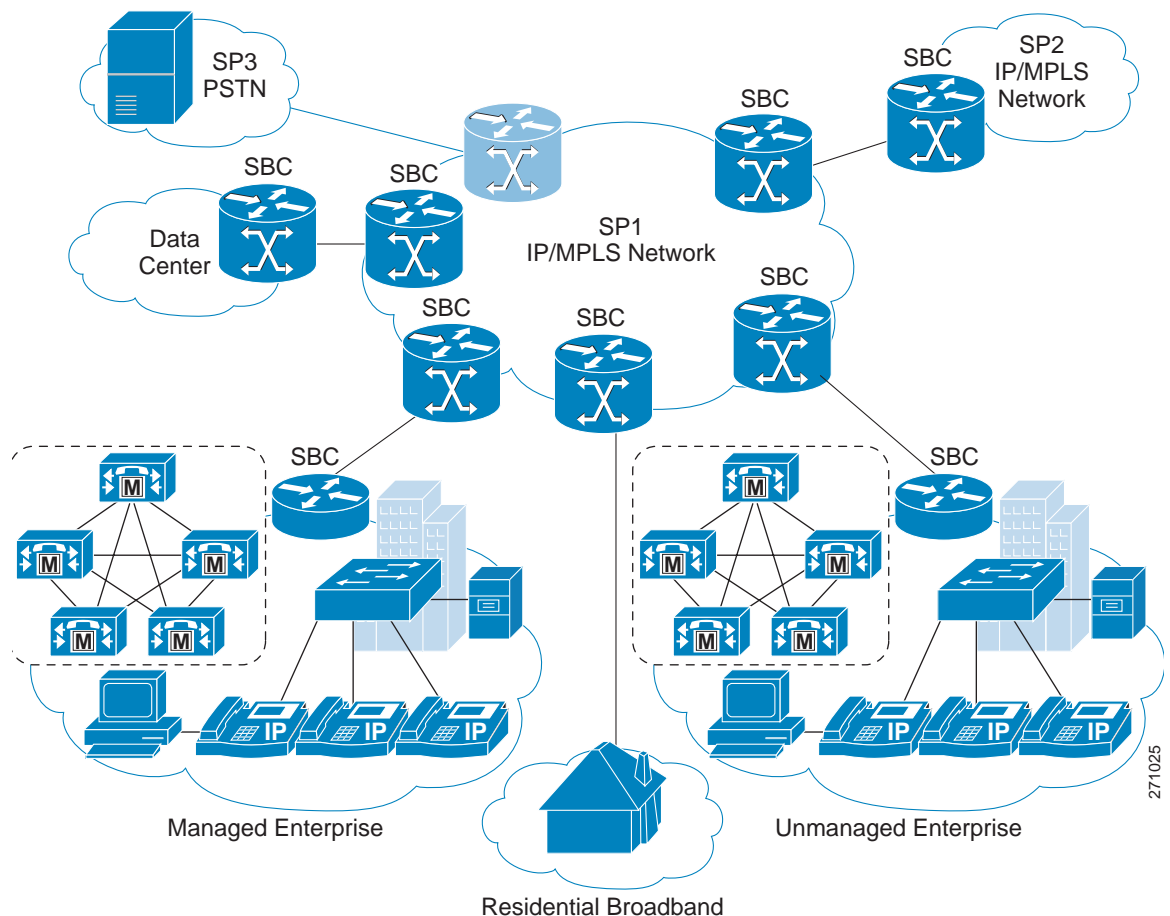 SP3
PSTN
SBC
SP2
IP/MPLS
Network
SBC
SBC
SBC
Data
Center
SP1
IP/MPLS Network
SBC
SBC
SBC
SBC
SBC
M
M
M
M
M
M
M
M
M
M
IP
IP
IP
IP
IP
IP
271025
Managed Enterprise
Unmanaged Enterprise
Residential Broadband